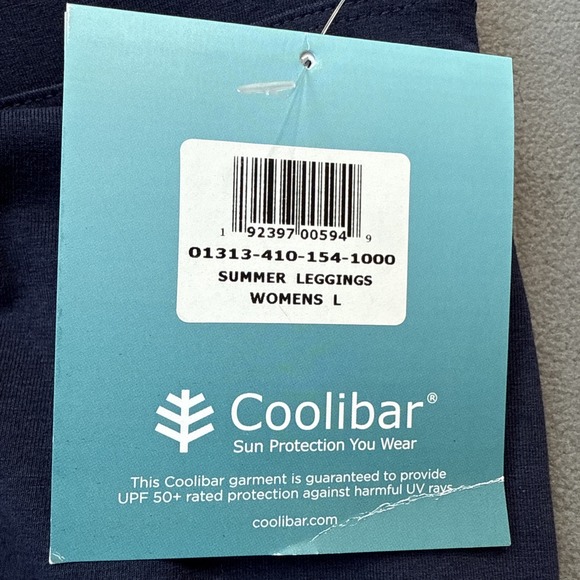 1 92397 00594 9
01313-410-154-1000
SUMMER LEGGINGS
WOMENS L
Coolibar®
Sun Protection You Wear
This Coolibar garment is guaranteed to provide
UPF 50+ rated protection against harmful UV rays.
coolibar.com